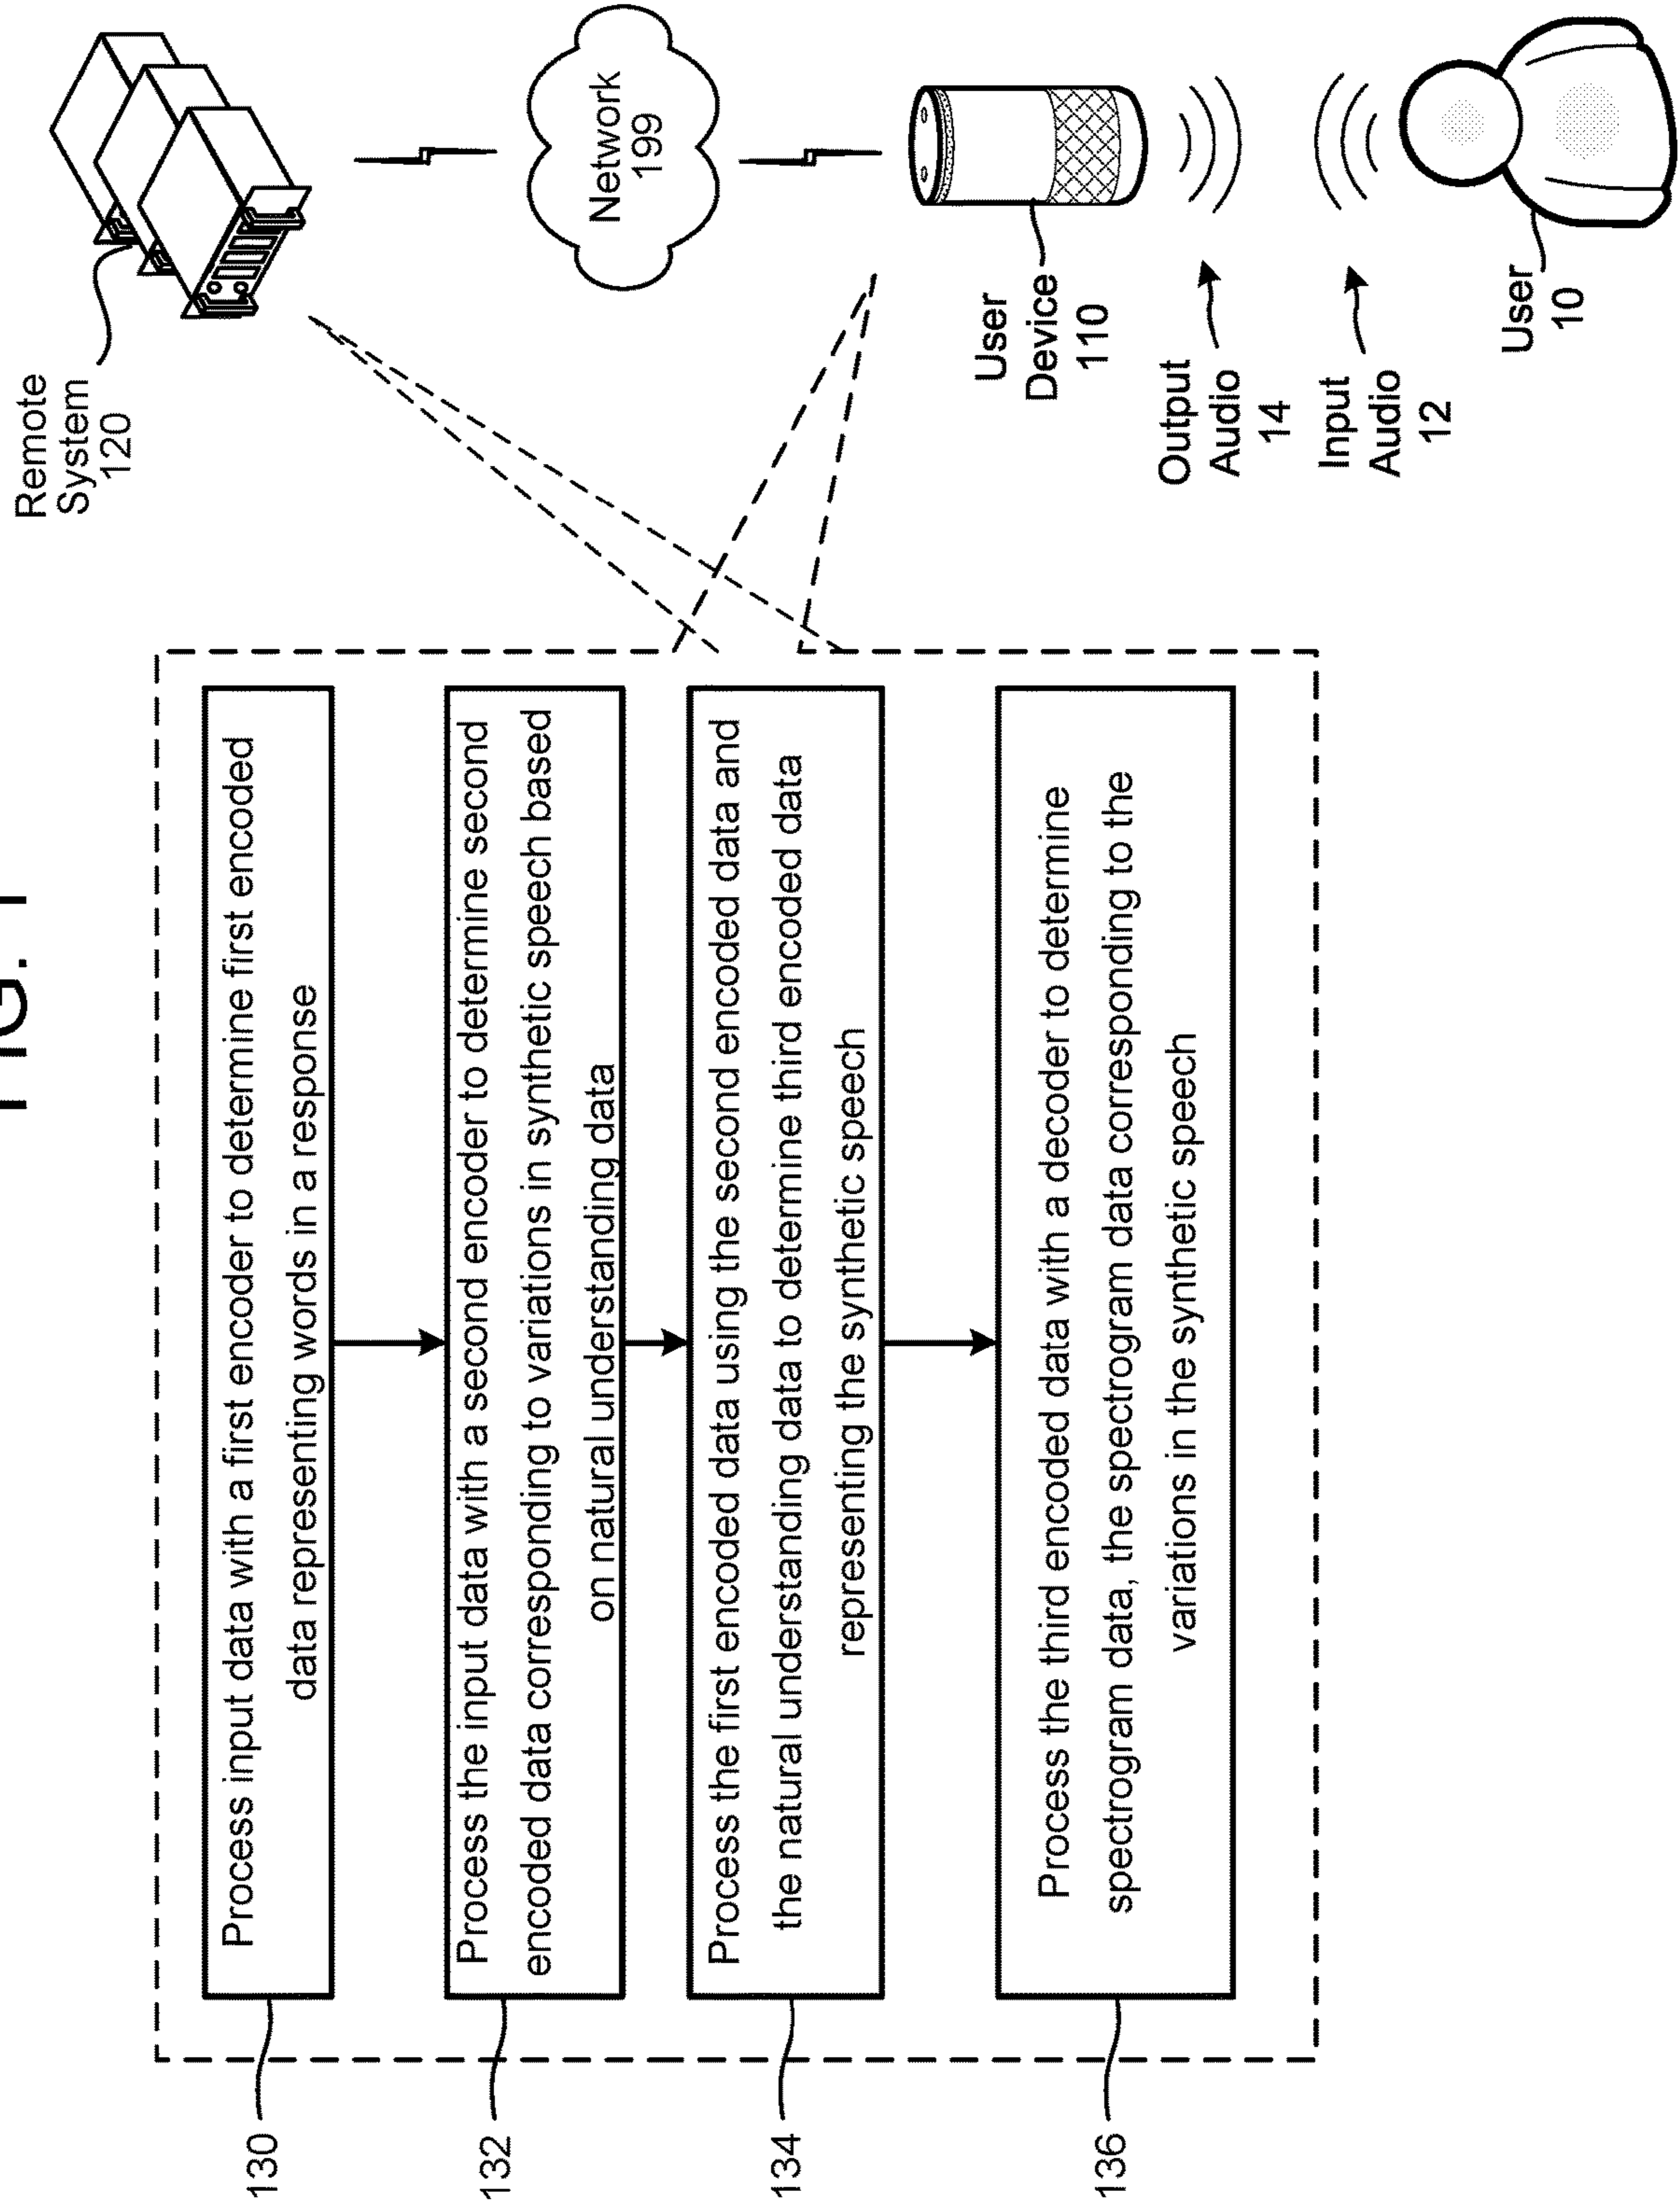 FIG. 1
Remote
System
120
Network
199
User
Device
110
Output
Audio
14
Input
Audio
12
User
10
130
Process input data with a first encoder to determine first encoded
data representing words in a response
132
Process the input data with a second encoder to determine second
encoded data corresponding to variations in synthetic speech based
on natural understanding data
134
Process the first encoded data using the second encoded data and
the natural understanding data to determine third encoded data
representing the synthetic speech
136
Process the third encoded data with a decoder to determine
spectrogram data, the spectrogram data corresponding to the
variations in the synthetic speech